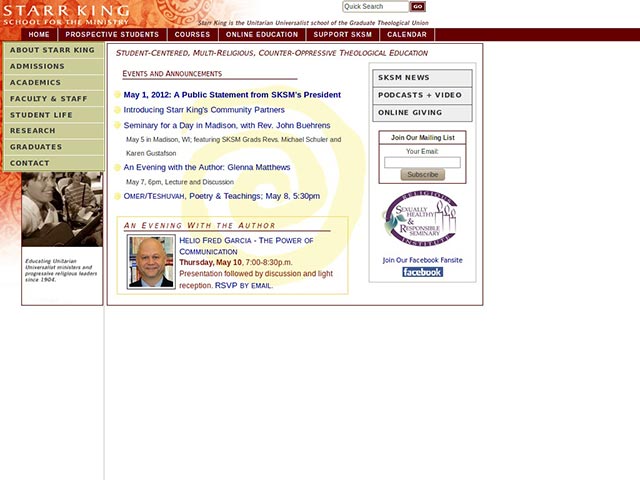 STARR KING
SCHOOL FOR THE MINISTRY
Quick Search
GO
Starr King is the Unitarian Universalist school of the Graduate Theological Union
HOME
PROSPECTIVE STUDENTS
COURSES
ONLINE EDUCATION
SUPPORT SKSM
CALENDAR
ABOUT STARR KING
ADMISSIONS
ACADEMICS
FACULTY & STAFF
STUDENT LIFE
RESEARCH
GRADUATES
CONTACT
Educating Unitarian
Universalist ministers and
progressive religious leaders
since 1904.
STUDENT-CENTERED, MULTI-RELIGIOUS, COUNTER-OPPRESSIVE THEOLOGICAL EDUCATION
EVENTS AND ANNOUNCEMENTS
May 1, 2012: A Public Statement from SKSM's President
Introducing Starr King's Community Partners
Seminary for a Day in Madison, with Rev. John Buehrens
May 5 in Madison, WI; featuring SKSM Grads Revs. Michael Schuler and
Karen Gustafson
An Evening with the Author: Glenna Matthews
May 7, 6pm, Lecture and Discussion
OMER/TESHUVAH, Poetry & Teachings; May 8, 5:30pm
AN EVENING WITH THE AUTHOR
HELIO FRED GARCIA - THE POWER OF
COMMUNICATION
Thursday, May 10, 7:00-8:30p.m.
Presentation followed by discussion and light
reception. RSVP BY EMAIL.
SKSM NEWS
PODCASTS + VIDEO
ONLINE GIVING
Join Our Mailing List
Your Email:
Subscribe
RELIGIOUS
SEXUALLY
HEALTHY
&
RESPONSIBLE
SEMINARY
INSTITUTE
Join Our Facebook Fansite
facebook